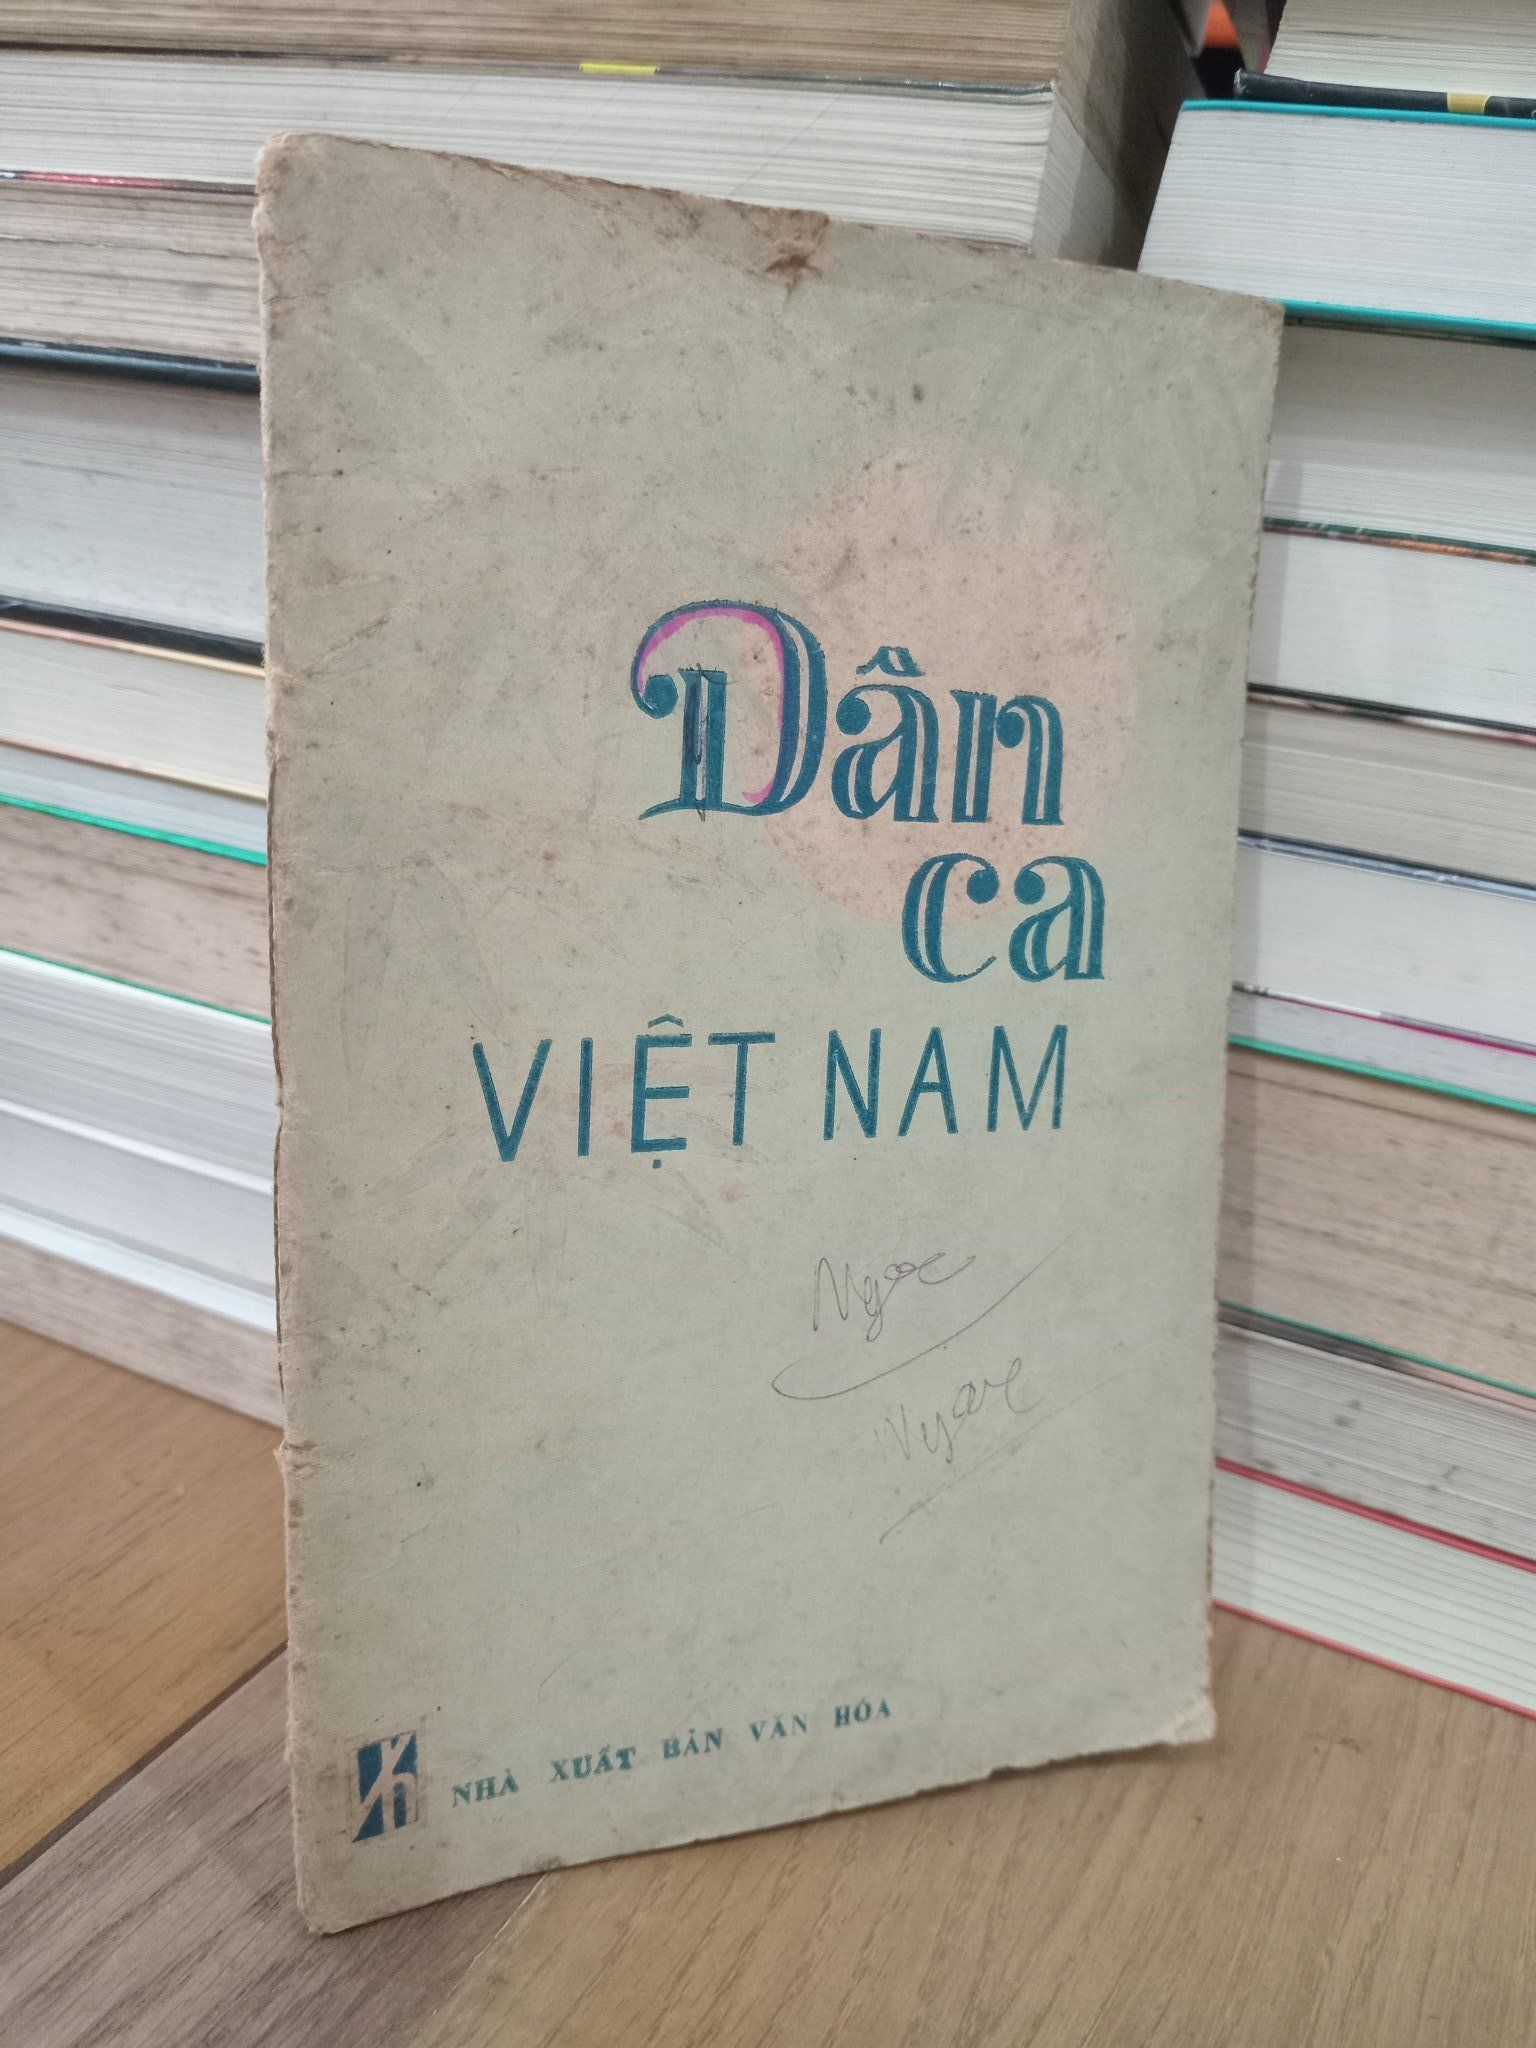 Dân
ca
VIỆT NAM
Ngọc
Ngọc
NHÀ XUẤT BẢN VĂN HÓA